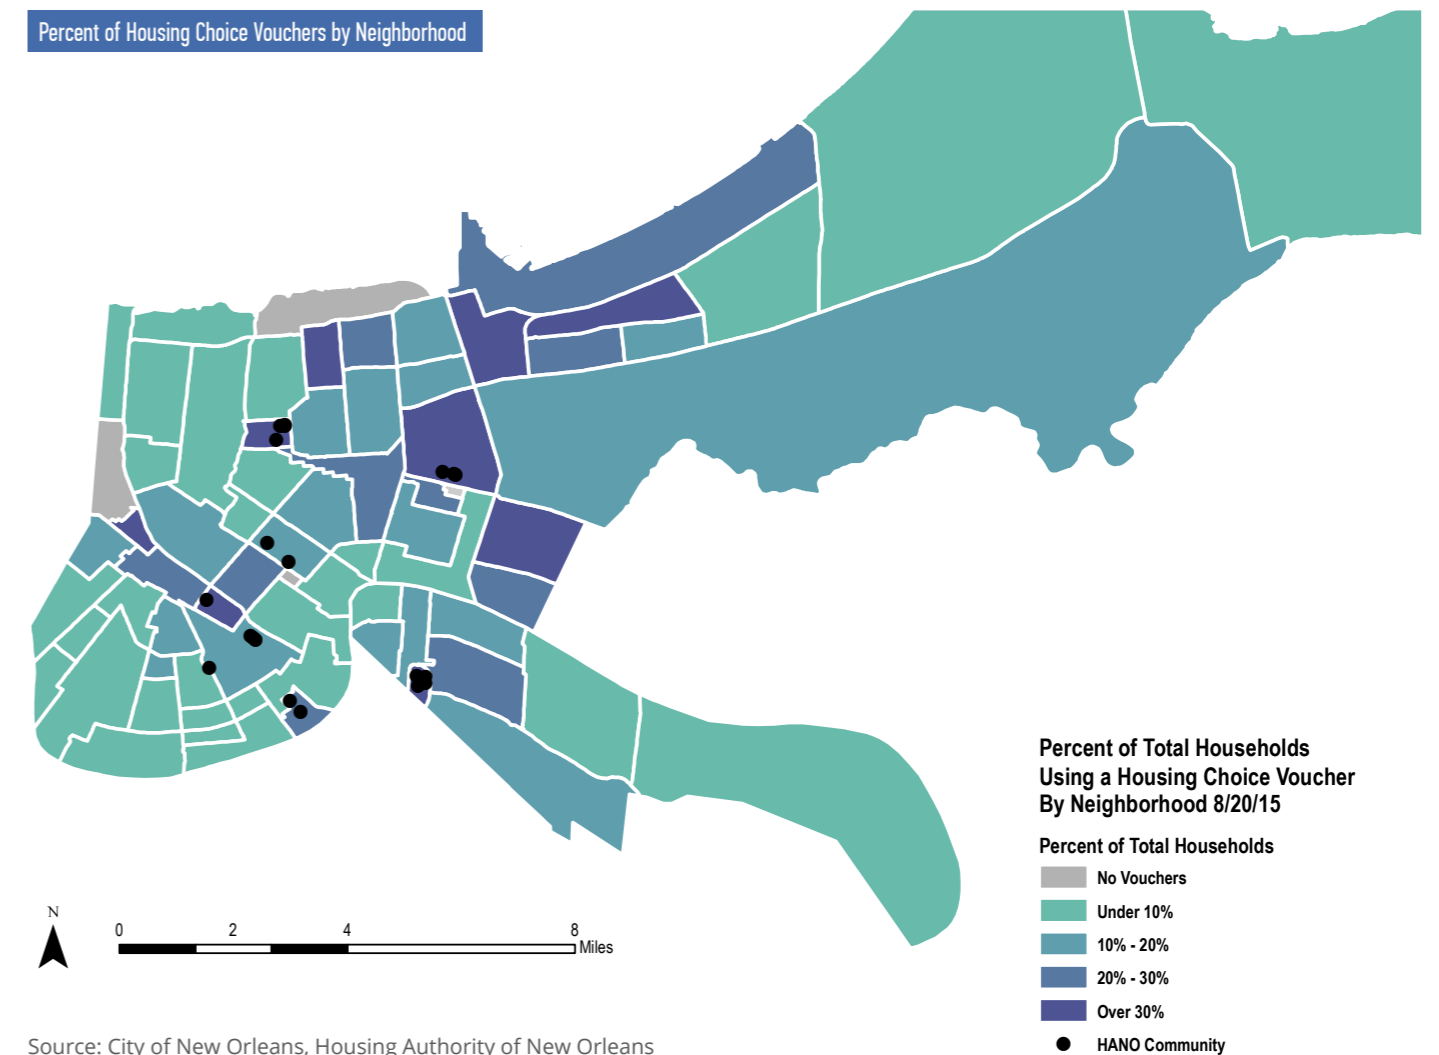 Percent of Housing Choice Vouchers by Neighborhood
Percent of Total Households
Using a Housing Choice Voucher
By Neighborhood 8/20/15
Percent of Total Households
No Vouchers
Under 10%
10% - 20%
20% - 30%
Over 30%
HANO Community
N
0 2 4 8
Miles
Source: City of New Orleans, Housing Authority of New Orleans